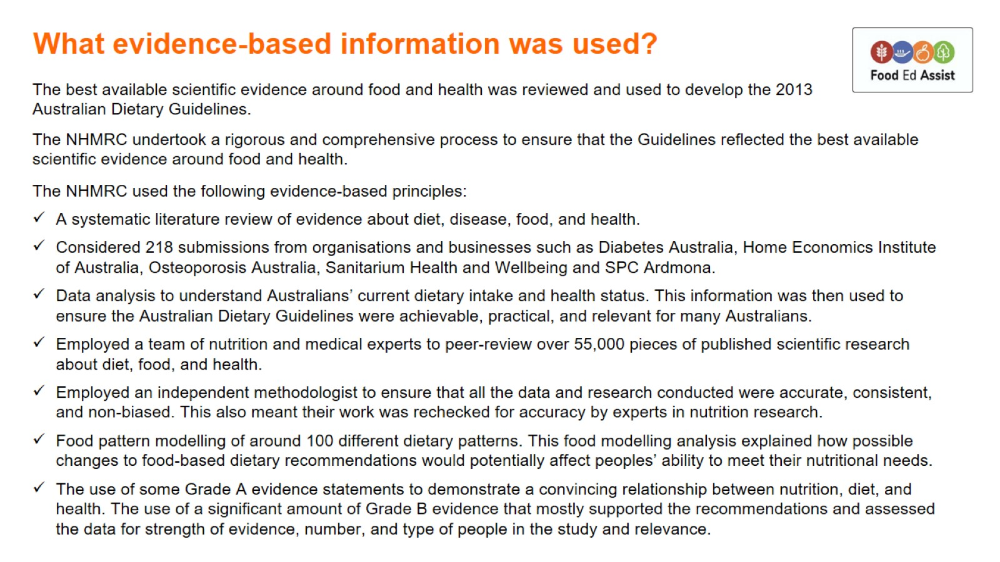 What evidence-based information was used?
Food Ed Assist
The best available scientific evidence around food and health was reviewed and used to develop the 2013
Australian Dietary Guidelines.
The NHMRC undertook a rigorous and comprehensive process to ensure that the Guidelines reflected the best available
scientific evidence around food and health.
The NHMRC used the following evidence-based principles:
✓ A systematic literature review of evidence about diet, disease, food, and health.
✓ Considered 218 submissions from organisations and businesses such as Diabetes Australia, Home Economics Institute
of Australia, Osteoporosis Australia, Sanitarium Health and Wellbeing and SPC Ardmona.
✓ Data analysis to understand Australians’ current dietary intake and health status. This information was then used to
ensure the Australian Dietary Guidelines were achievable, practical, and relevant for many Australians.
✓ Employed a team of nutrition and medical experts to peer-review over 55,000 pieces of published scientific research
about diet, food, and health.
✓ Employed an independent methodologist to ensure that all the data and research conducted were accurate, consistent,
and non-biased. This also meant their work was rechecked for accuracy by experts in nutrition research.
✓ Food pattern modelling of around 100 different dietary patterns. This food modelling analysis explained how possible
changes to food-based dietary recommendations would potentially affect peoples’ ability to meet their nutritional needs.
✓ The use of some Grade A evidence statements to demonstrate a convincing relationship between nutrition, diet, and
health. The use of a significant amount of Grade B evidence that mostly supported the recommendations and assessed
the data for strength of evidence, number, and type of people in the study and relevance.